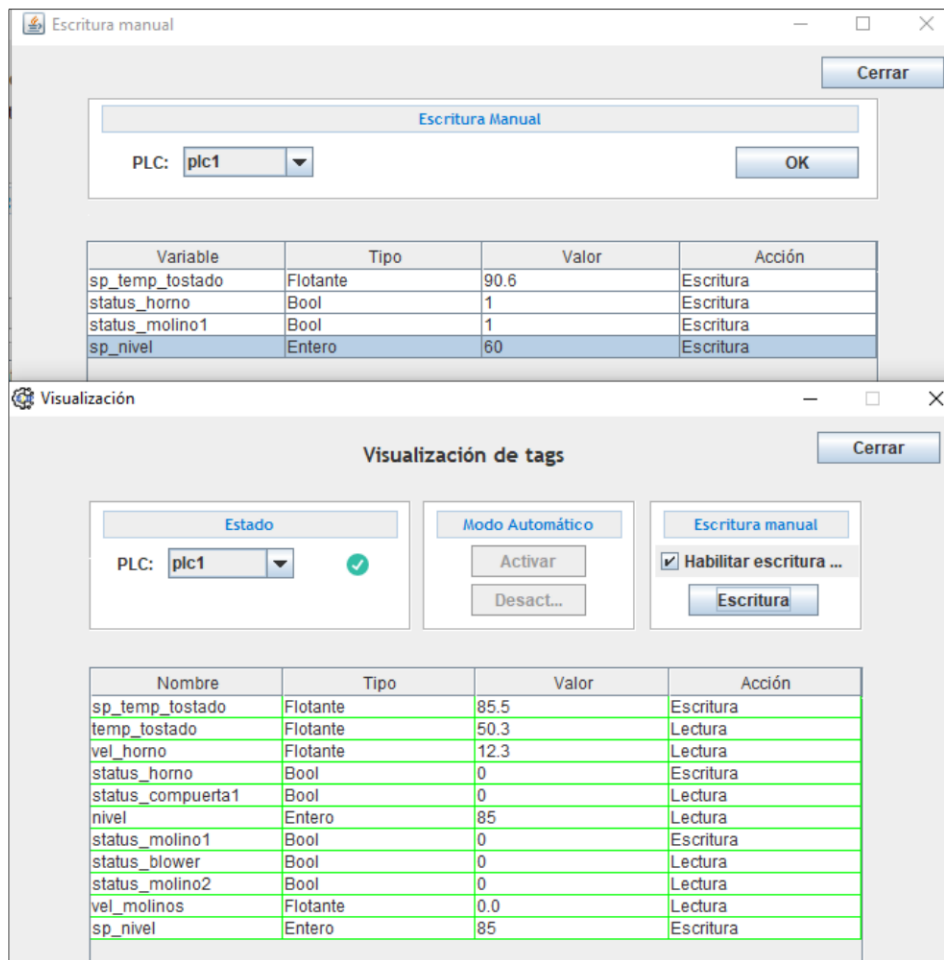 Escritura manual
Cerrar
Escritura Manual
PLC: plc1 OK
Variable Tipo Valor Acción
sp_temp_tostado Flotante 90.6 Escritura
status_horno Bool 1 Escritura
status_molino1 Bool 1 Escritura
sp_nivel Entero 60 Escritura
Visualización
Visualización de tags Cerrar
Estado Modo Automático Escritura manual
PLC: plc1 Activar Habilitar escritura ...
Desact... Escritura
Nombre Tipo Valor Acción
sp_temp_tostado Flotante 85.5 Escritura
temp_tostado Flotante 50.3 Lectura
vel_horno Flotante 12.3 Lectura
status_horno Bool 0 Escritura
status_compuerta1 Bool 0 Lectura
nivel Entero 85 Lectura
status_molino1 Bool 0 Escritura
status_blower Bool 0 Lectura
status_molino2 Bool 0 Lectura
vel_molinos Flotante 0.0 Lectura
sp_nivel Entero 85 Escritura